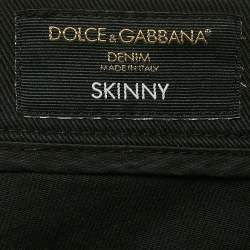 DOLCE & GABBANA®
DENIM
MADE IN ITALY
SKINNY